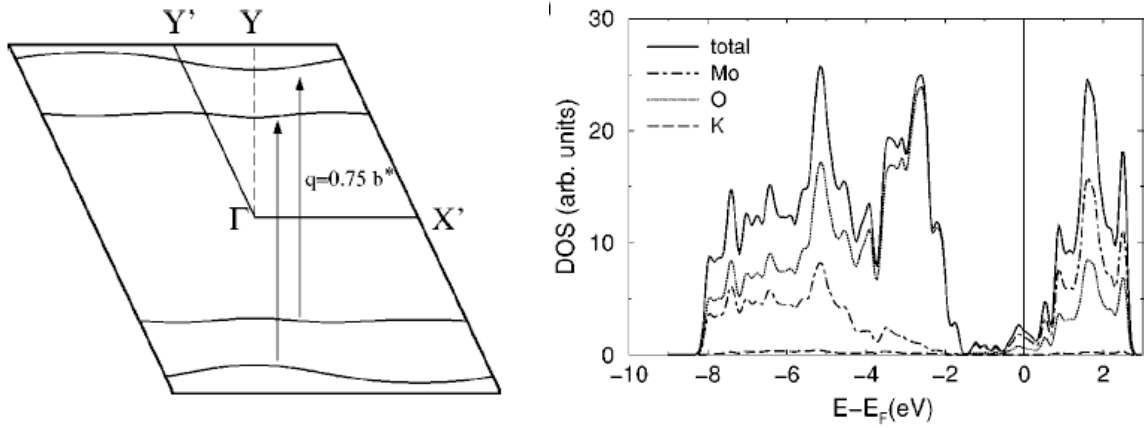 Y' Y
Γ X'
q=0.75 b*
total
Mo
O
K
DOS (arb. units)
30
20
10
0
−10 −8 −6 −4 −2 0 2
E−E_F(eV)